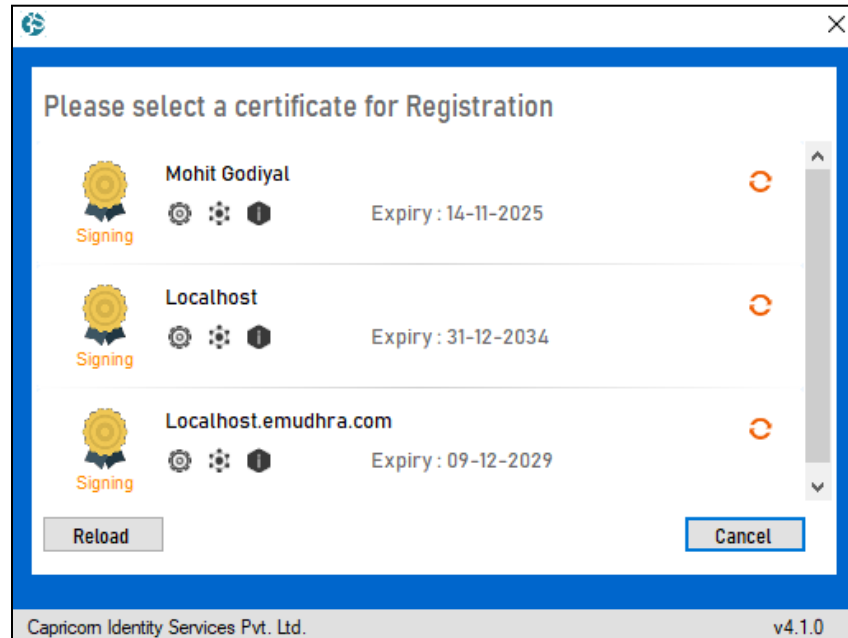 Please select a certificate for Registration
Mohit Godiyal
Expiry : 14-11-2025
Signing
Localhost
Expiry : 31-12-2034
Signing
Localhost.emudhra.com
Expiry : 09-12-2029
Signing
Reload Cancel
Capricorn Identity Services Pvt. Ltd. v4.1.0